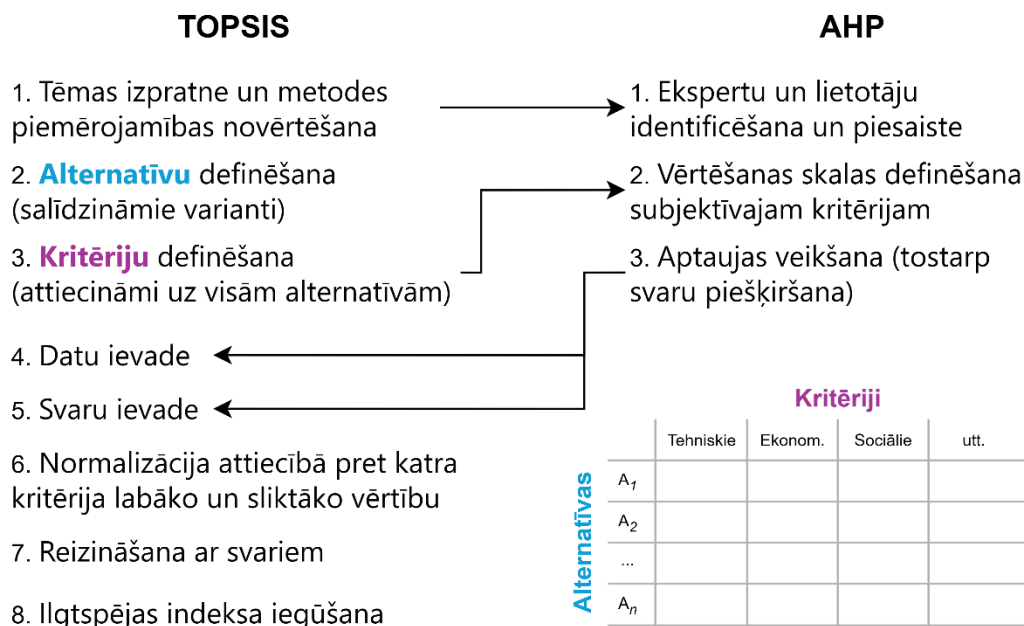 TOPSIS
1. Tēmas izpratne un metodes
piemērojamības novērtēšana
2. Alternatīvu definēšana
(salīdzināmie varianti)
3. Kritēriju definēšana
(attiecināmi uz visām alternatīvām)
4. Datu ievade
5. Svaru ievade
6. Normalizācija attiecībā pret katra
kritērija labāko un sliktāko vērtību
7. Reizināšana ar svariem
8. Ilgtspējas indeksa iegūšana
AHP
1. Ekspertu un lietotāju
identificēšana un piesaiste
2. Vērtēšanas skalas definēšana
subjektīvajam kritērijam
3. Aptaujas veikšana (tostarp
svaru piešķiršana)
Kritēriji
Tehniskie Ekonom. Sociālie utt.
Alternatīvas
A1
A2
...
An